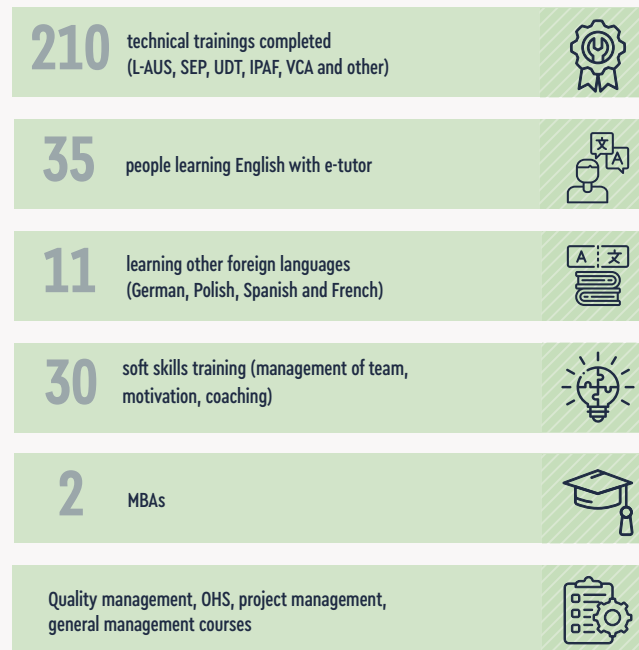 210
technical trainings completed
(L-AUS, SEP, UDT, IPAF, VCA and other)
35
people learning English with e-tutor
文
A
11
learning other foreign languages
(German, Polish, Spanish and French)
A 文
30
soft skills training (management of team,
motivation, coaching)
2
MBAs
Quality management, OHS, project management,
general management courses